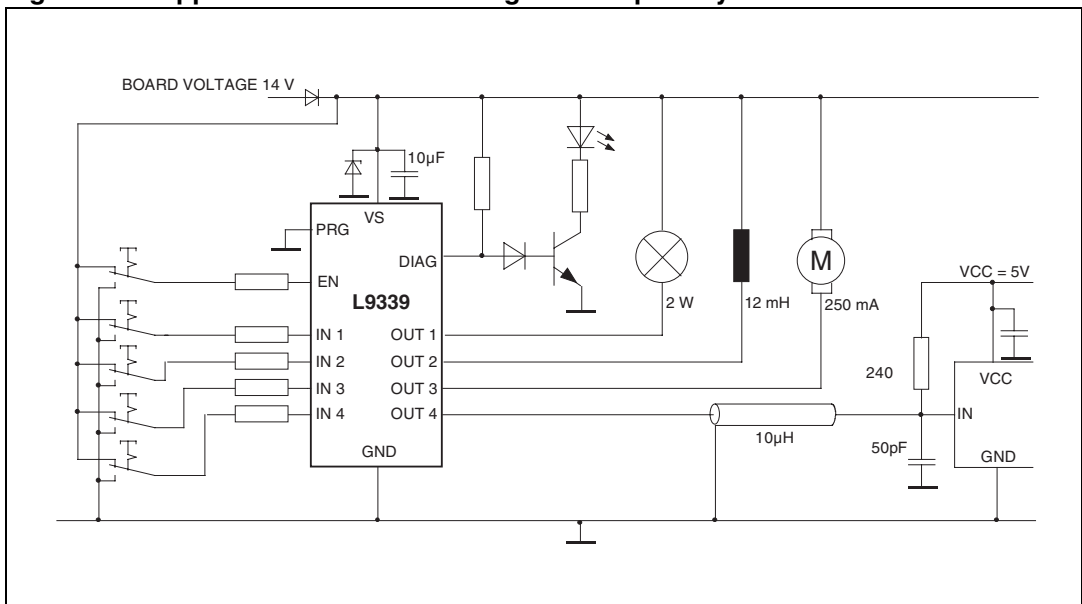 BOARD VOLTAGE 14 V
10µF
VS
PRG
DIAG
EN
L9339
M
VCC = 5V
2 W
12 mH
250 mA
IN 1
OUT 1
IN 2
OUT 2
IN 3
OUT 3
IN 4
OUT 4
240
VCC
IN
10µH
50pF
GND
GND